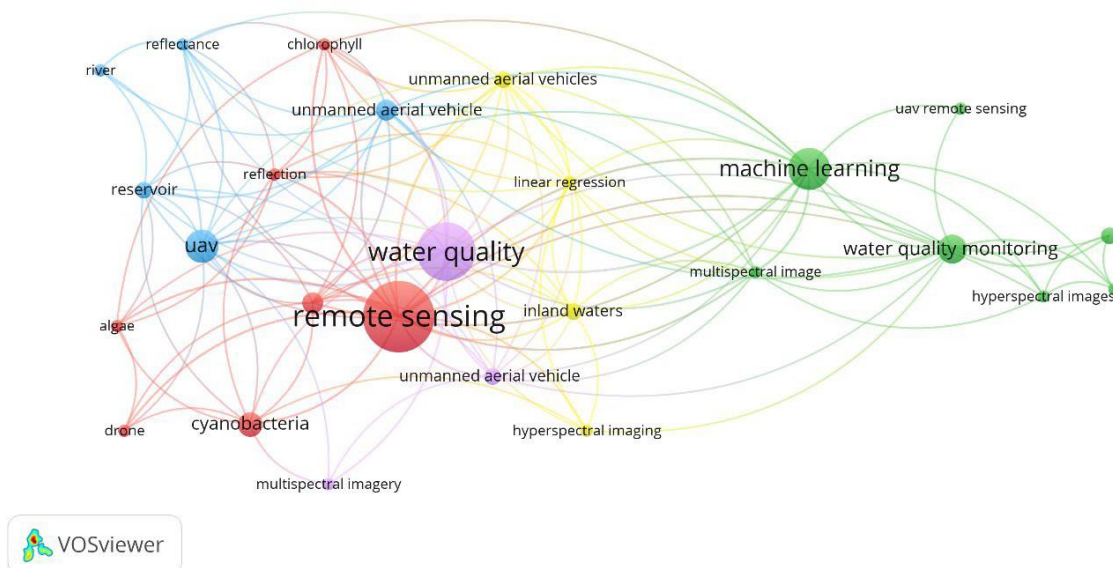 reflectance
chlorophyll
river
unmanned aerial vehicles
unmanned aerial vehicle
uav remote sensing
machine learning
reflection
linear regression
reservoir
uav
water quality
water quality monitoring
multispectral image
hyperspectral images
remote sensing
inland waters
algae
unmanned aerial vehicle
cyanobacteria
drone
hyperspectral imaging
multispectral imagery
VOSviewer